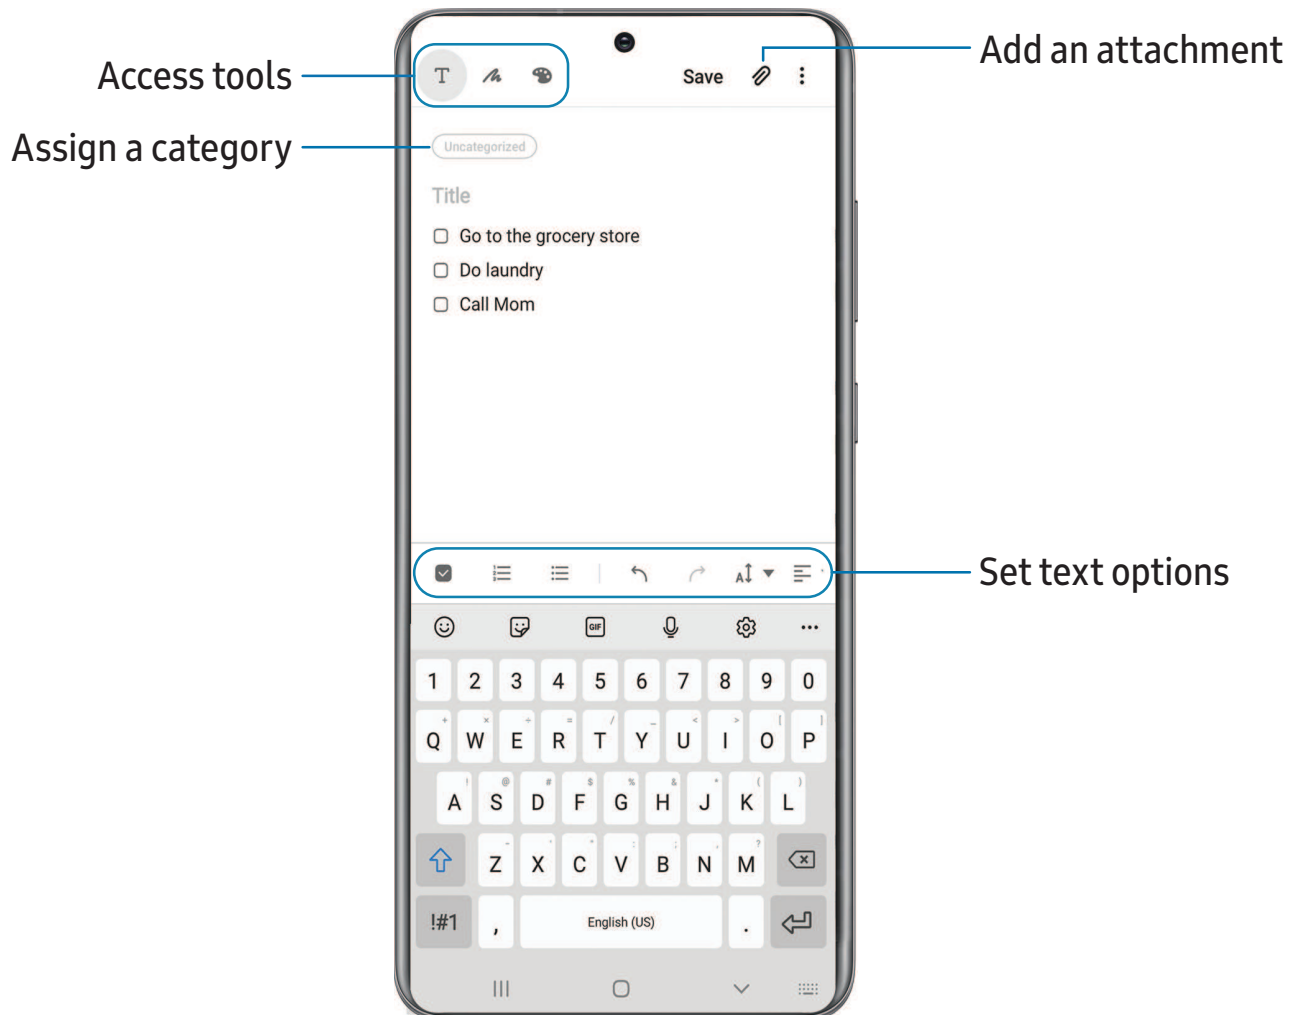 Access tools
Add an attachment
T
Save
Assign a category
Uncategorized
Title
Go to the grocery store
Do laundry
Call Mom
Set text options
A
GIF
1 2 3 4 5 6 7 8 9 0
+ × ÷ = / _ < > [ ]
Q W E R T Y U I O P
! @ # $ % & * ( )
A S D F G H J K L
- ' " : ; , ?
Z X C V B N M
!#1 , English (US) .